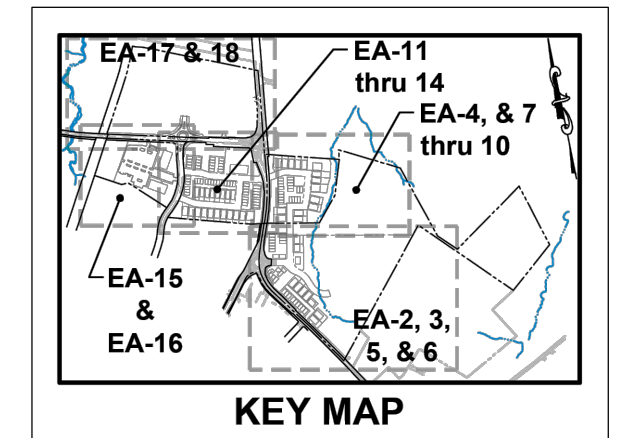 EA-17 & 18
EA-11
thru 14
EA-4, & 7
thru 10
EA-15
&
EA-16
EA-2, 3,
5, & 6
KEY MAP